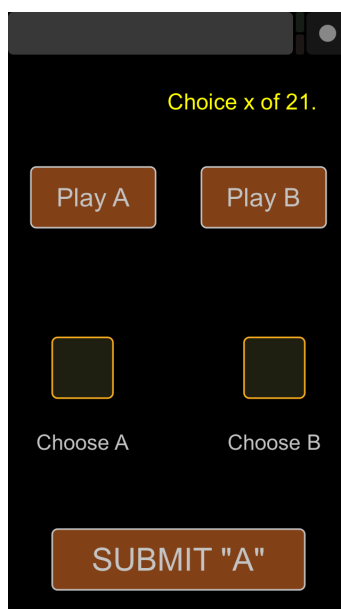 Choice x of 21.
Play A Play B
Choose A Choose B
SUBMIT "A"